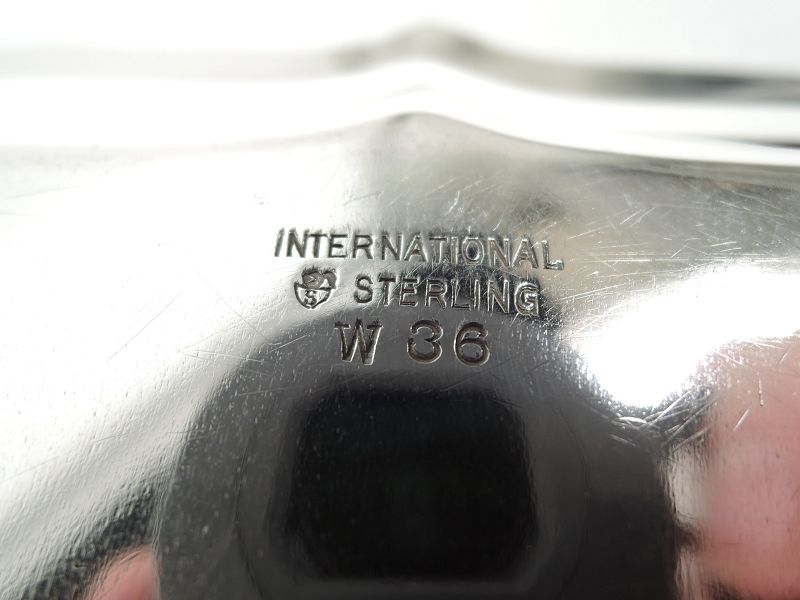 INTERNATIONAL
S STERLING
W 36